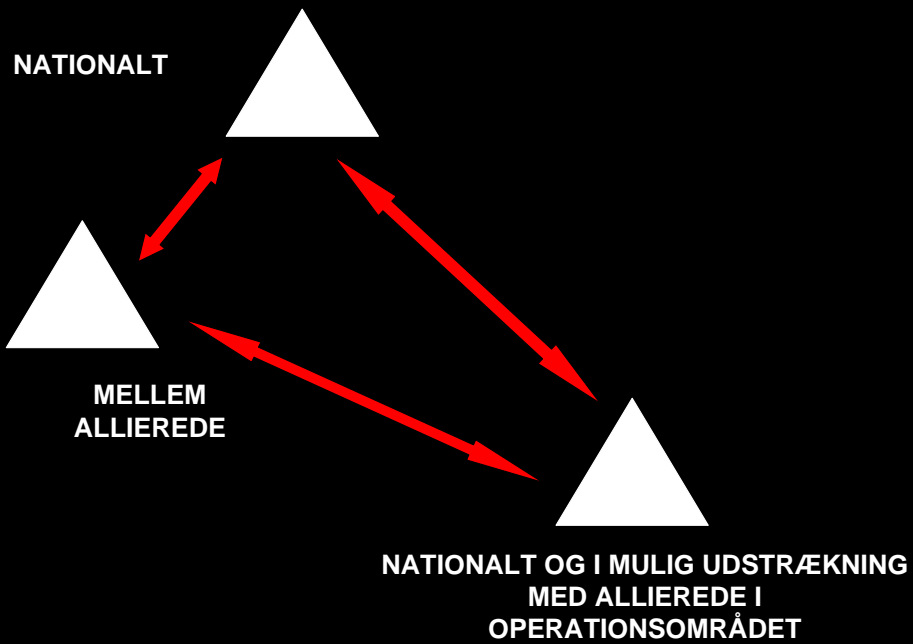 NATIONALT
MELLEM
ALLIEREDE
NATIONALT OG I MULIG UDSTRÆKNING
MED ALLIEREDE I
OPERATIONSOMRÅDET